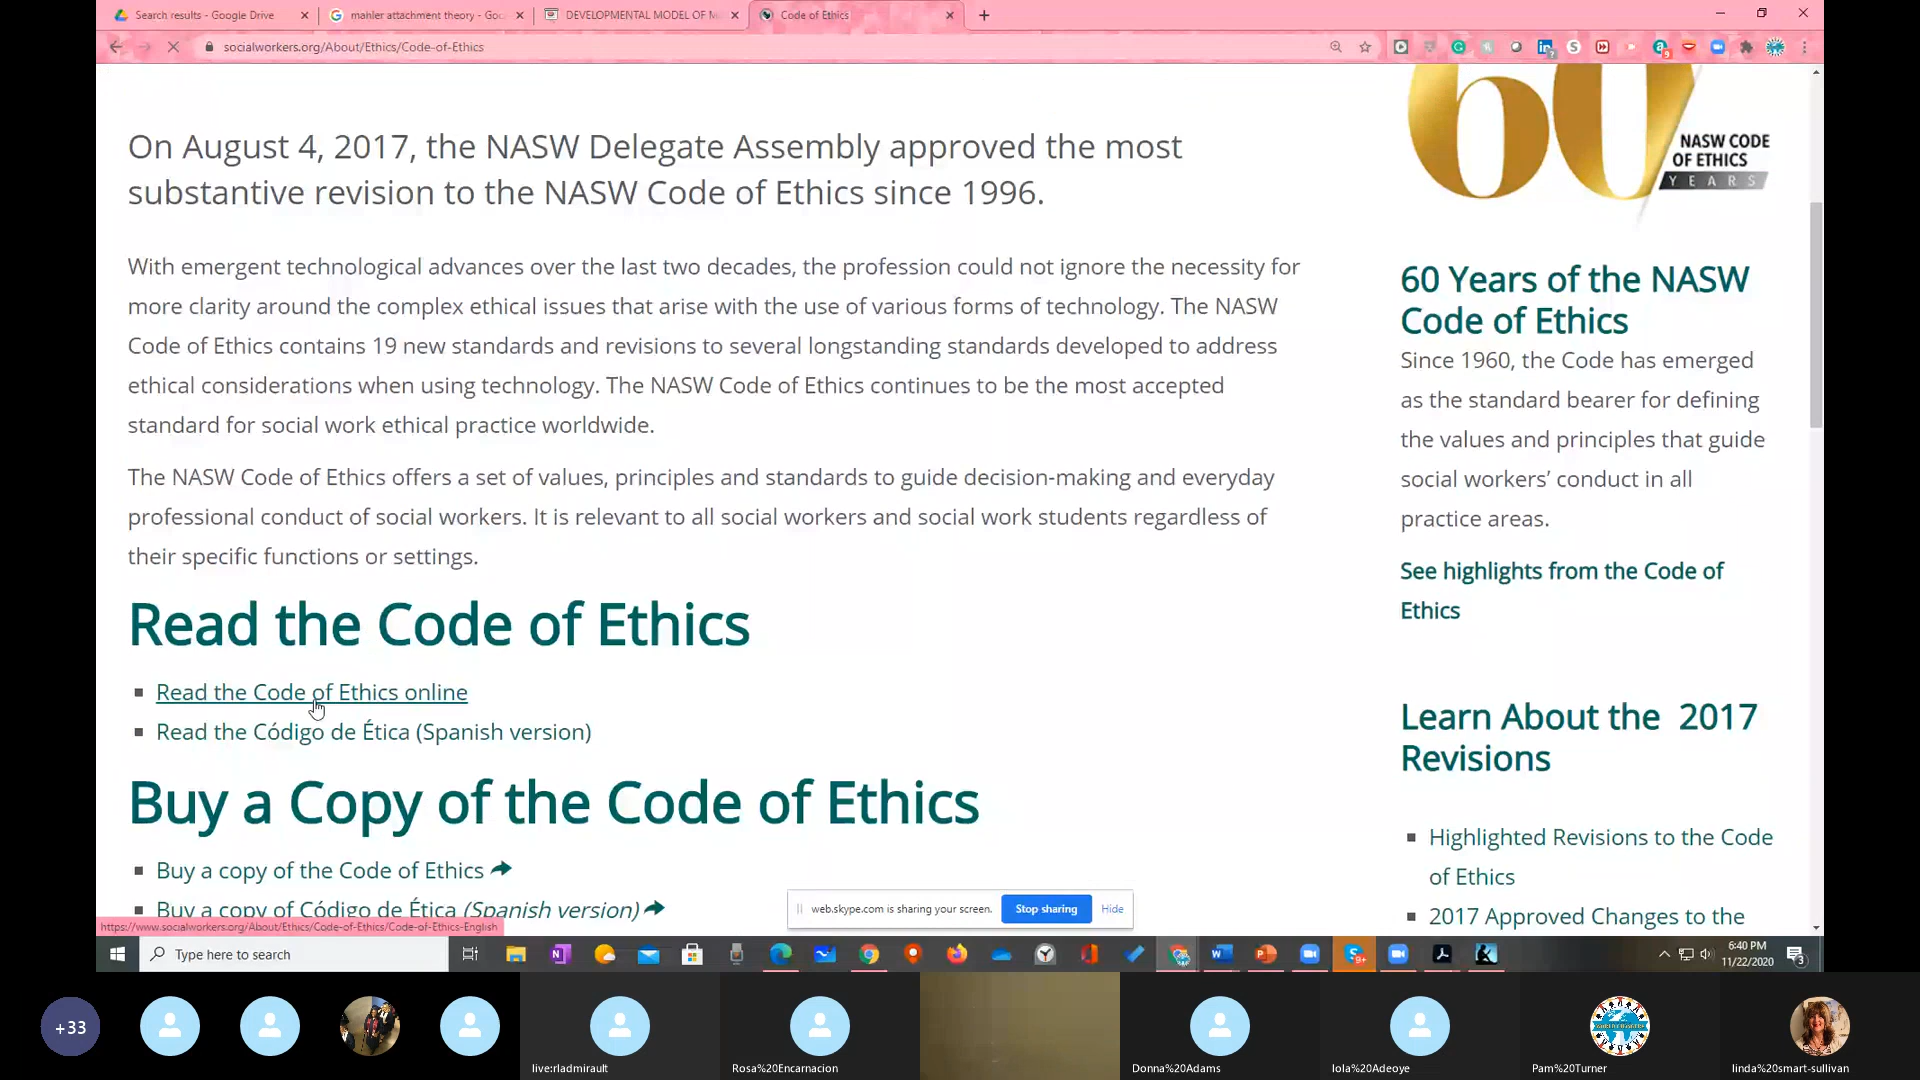 Search results - Google Drive
mahler attachment theory - Goo
DEVELOPMENTAL MODEL OF M
Code of Ethics
socialworkers.org/About/Ethics/Code-of-Ethics
60
NASW CODE
OF ETHICS
YEARS
On August 4, 2017, the NASW Delegate Assembly approved the most
substantive revision to the NASW Code of Ethics since 1996.
With emergent technological advances over the last two decades, the profession could not ignore the necessity for
more clarity around the complex ethical issues that arise with the use of various forms of technology. The NASW
Code of Ethics contains 19 new standards and revisions to several longstanding standards developed to address
ethical considerations when using technology. The NASW Code of Ethics continues to be the most accepted
standard for social work ethical practice worldwide.
The NASW Code of Ethics offers a set of values, principles and standards to guide decision-making and everyday
professional conduct of social workers. It is relevant to all social workers and social work students regardless of
their specific functions or settings.
Read the Code of Ethics
Read the Code of Ethics online
Read the Código de Ética (Spanish version)
Buy a Copy of the Code of Ethics
Buy a copy of the Code of Ethics
Buy a copy of Código de Ética (Spanish version)
60 Years of the NASW
Code of Ethics
Since 1960, the Code has emerged
as the standard bearer for defining
the values and principles that guide
social workers’ conduct in all
practice areas.
See highlights from the Code of
Ethics
Learn About the 2017
Revisions
Highlighted Revisions to the Code
of Ethics
2017 Approved Changes to the
web.skype.com is sharing your screen.
Stop sharing
Hide
https://www.socialworkers.org/About/Ethics/Code-of-Ethics/Code-of-Ethics-English
Type here to search
6:40 PM
11/22/2020
+33
live:rladmirault
Rosa%20Encarnacion
Donna%20Adams
Iola%20Adeoye
Pam%20Turner
linda%20smart-sullivan